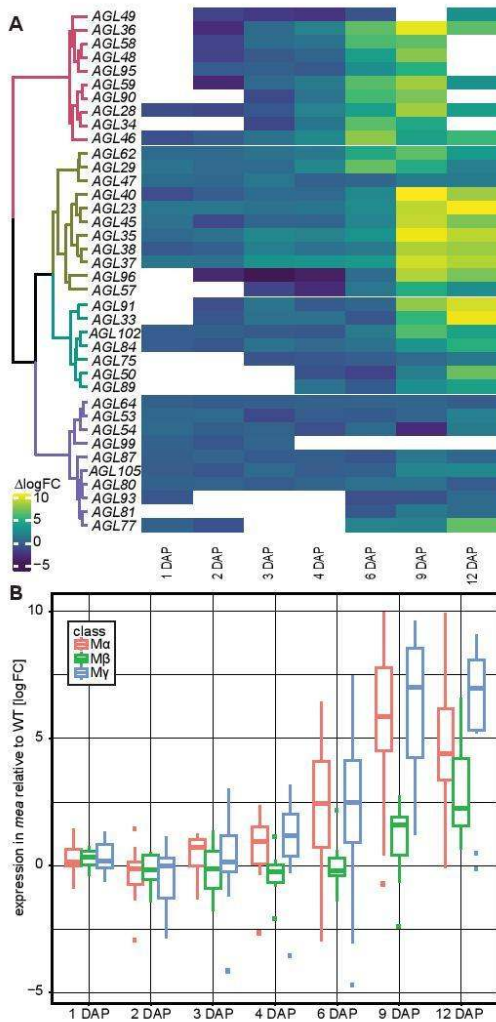 A
AGL49
AGL36
AGL58
AGL48
AGL95
AGL59
AGL90
AGL28
AGL34
AGL46
AGL62
AGL29
AGL47
AGL40
AGL23
AGL45
AGL35
AGL38
AGL37
AGL96
AGL57
AGL91
AGL33
AGL102
AGL84
AGL75
AGL50
AGL89
AGL64
AGL53
AGL54
AGL99
AGL87
AGL105
AGL80
AGL93
AGL81
AGL77
ΔlogFC
10
5
0
−5
1 DAP 2 DAP 3 DAP 4 DAP 6 DAP 9 DAP 12 DAP
B
expression in mea relative to WT [logFC]
10
5
0
−5
class
Mα
Mβ
Mγ
1 DAP 2 DAP 3 DAP 4 DAP 6 DAP 9 DAP 12 DAP